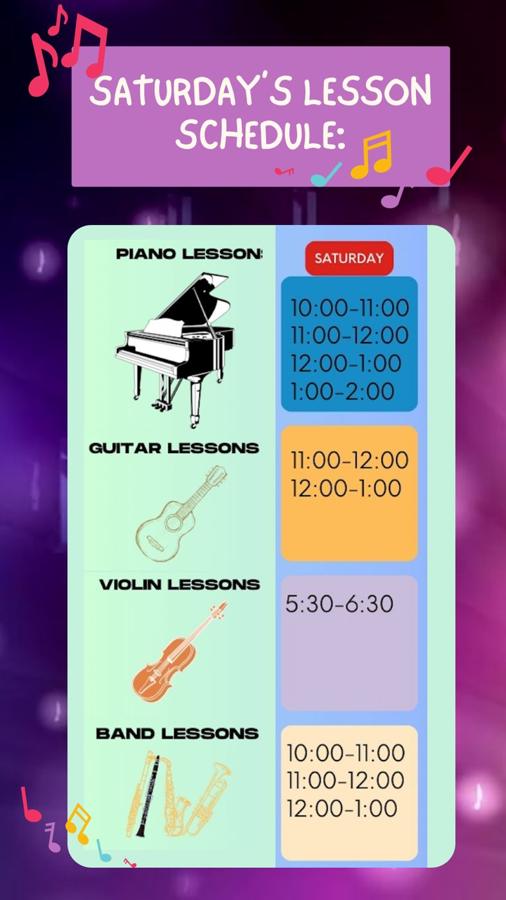 SATURDAY'S LESSON
SCHEDULE:
PIANO LESSON
SATURDAY
10:00-11:00
11:00-12:00
12:00-1:00
1:00-2:00
GUITAR LESSONS
11:00-12:00
12:00-1:00
VIOLIN LESSONS
5:30-6:30
BAND LESSONS
10:00-11:00
11:00-12:00
12:00-1:00